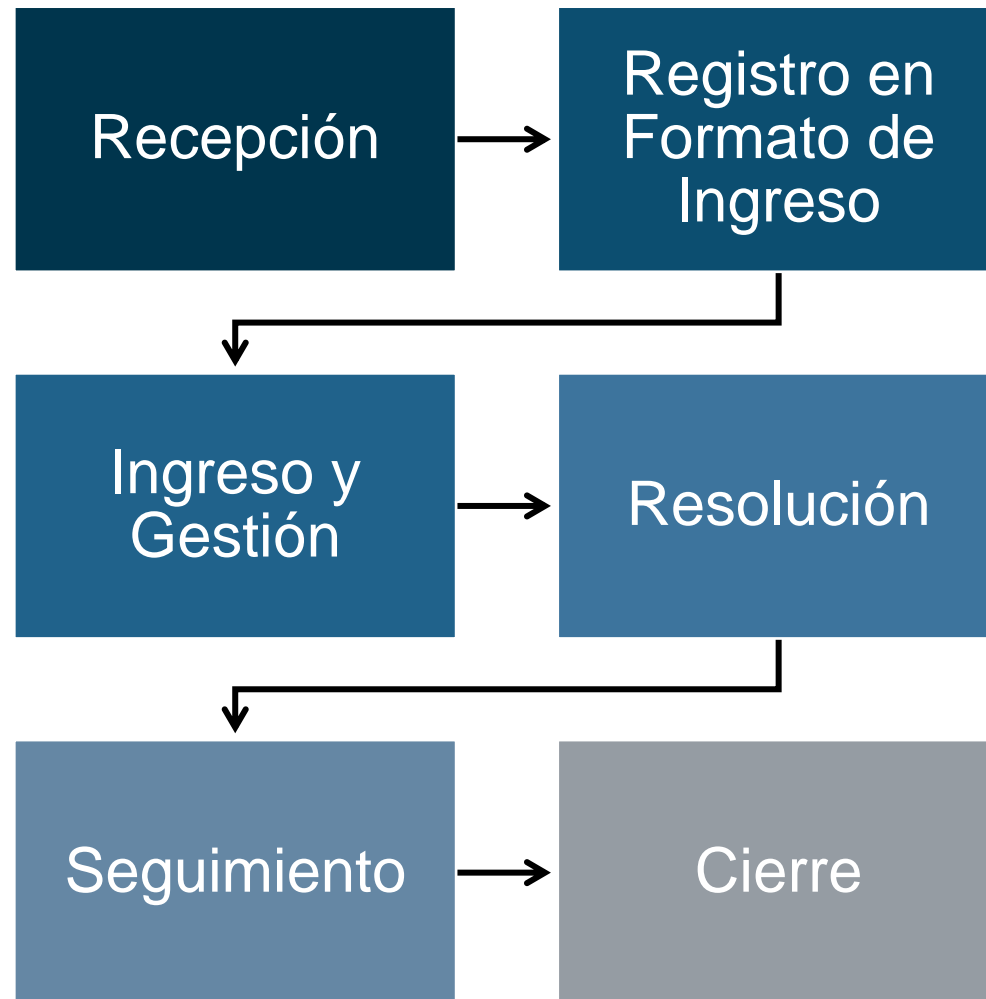 Recepción
Registro en
Formato de
Ingreso
Ingreso y
Gestión
Resolución
Seguimiento
Cierre